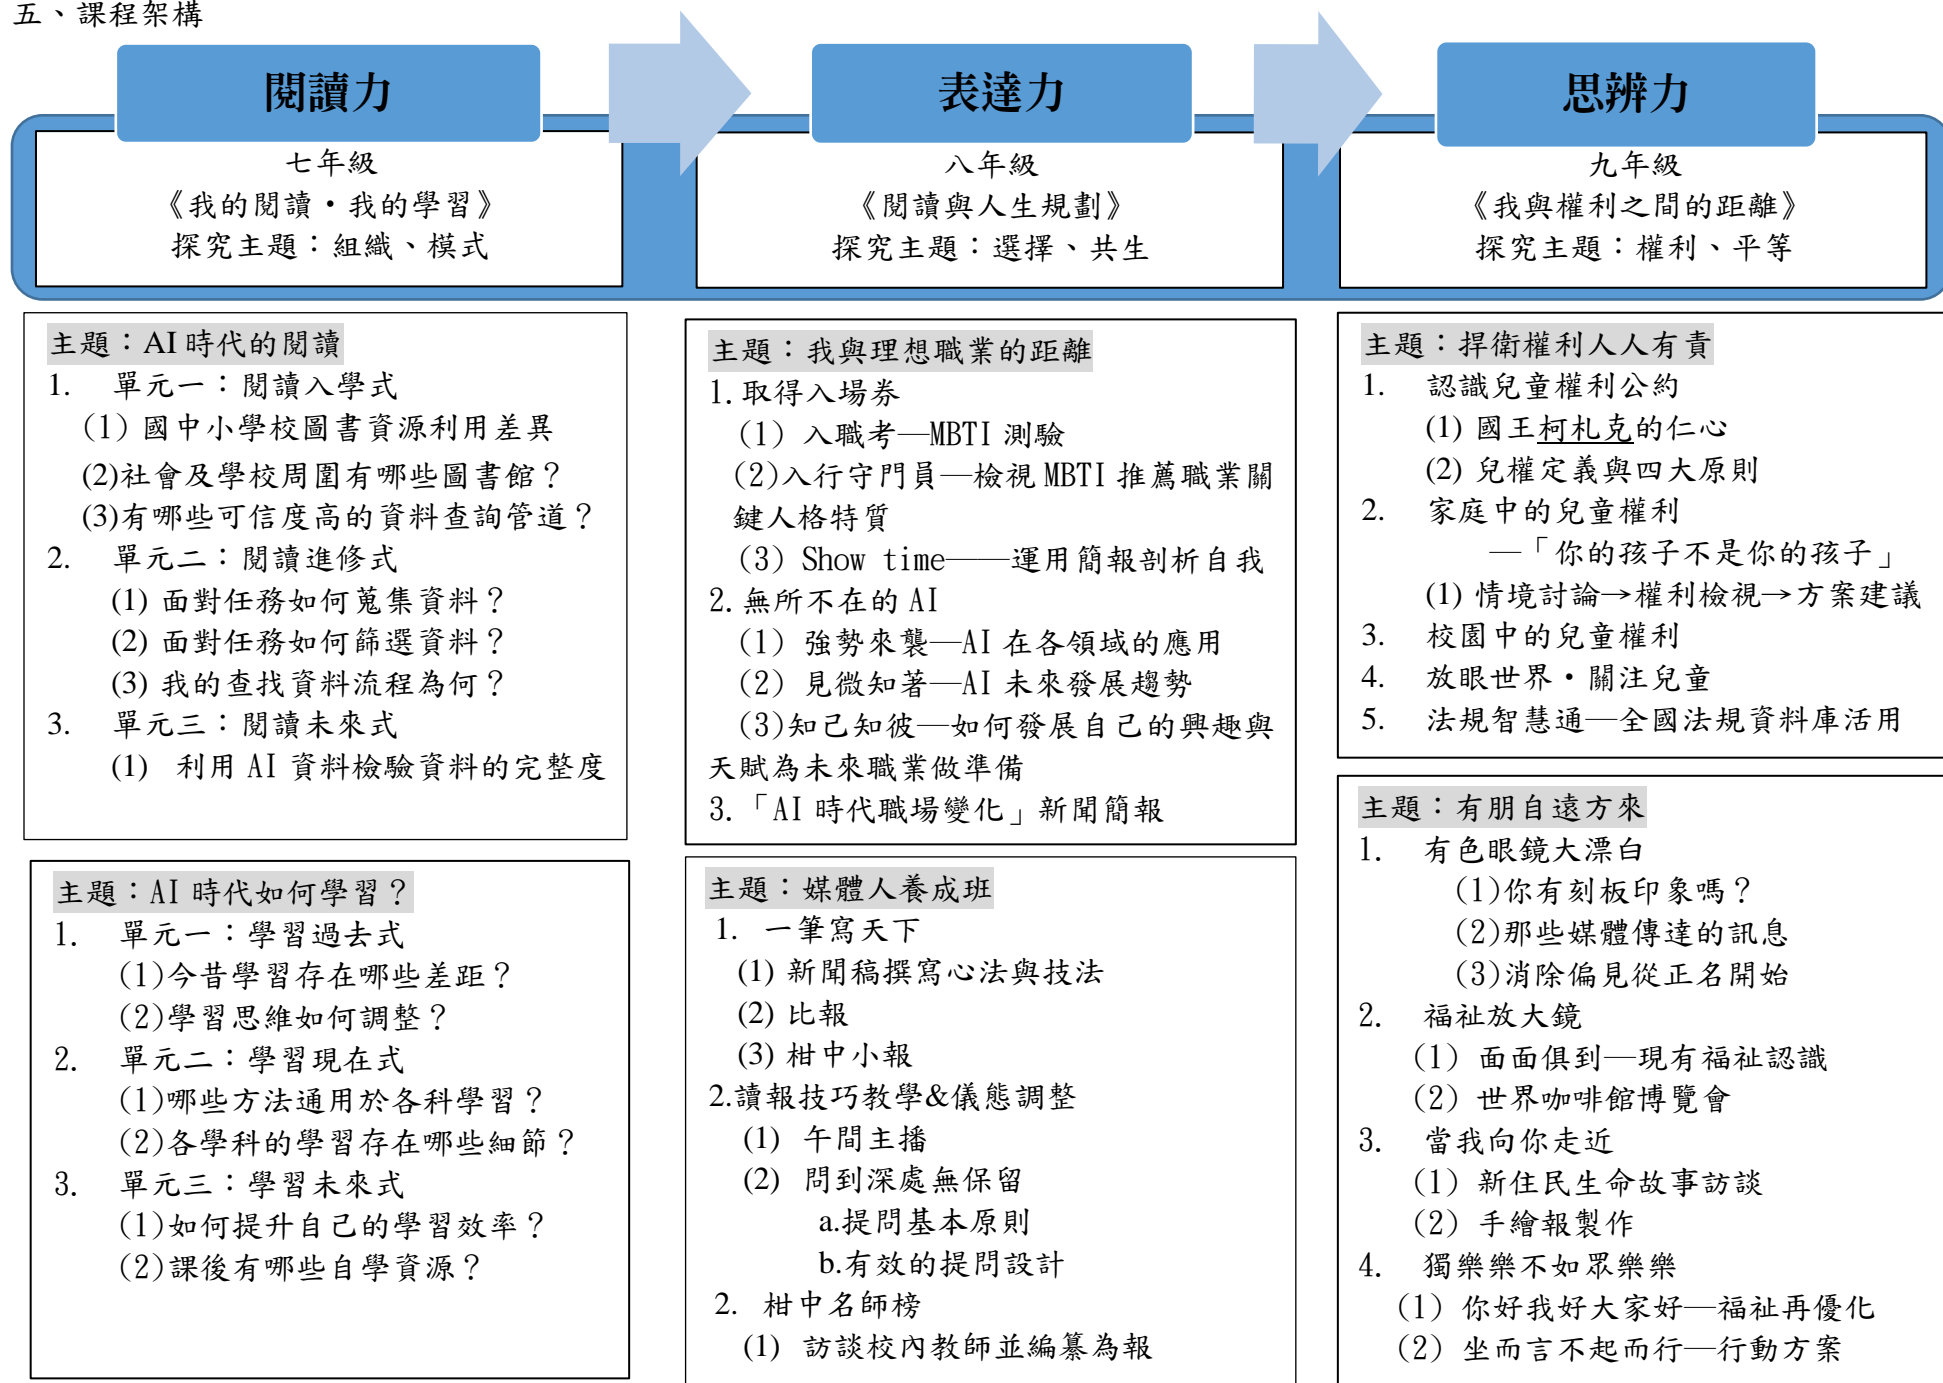 五、課程架構
閱讀力
七年級
《我的閱讀•我的學習》
探究主題：組織、模式
表達力
八年級
《閱讀與人生規劃》
探究主題：選擇、共生
思辨力
九年級
《我與權利之間的距離》
探究主題：權利、平等
主題：AI 時代的閱讀
1. 單元一：閱讀入學式
(1) 國中小學校圖書資源利用差異
(2)社會及學校周圍有哪些圖書館？
(3)有哪些可信度高的資料查詢管道？
2. 單元二：閱讀進修式
(1) 面對任務如何蒐集資料？
(2) 面對任務如何篩選資料？
(3) 我的查找資料流程為何？
3. 單元三：閱讀未來式
(1) 利用 AI 資料檢驗資料的完整度
主題：AI 時代如何學習？
1. 單元一：學習過去式
(1)今昔學習存在哪些差距？
(2)學習思維如何調整？
2. 單元二：學習現在式
(1)哪些方法通用於各科學習？
(2)各學科的學習存在哪些細節？
3. 單元三：學習未來式
(1)如何提升自己的學習效率？
(2)課後有哪些自學資源？
主題：我與理想職業的距離
1.取得入場券
(1) 入職考—MBTI 測驗
(2)入行守門員—檢視 MBTI 推薦職業關
鍵人格特質
(3) Show time——運用簡報剖析自我
2.無所不在的 AI
(1) 強勢來襲—AI 在各領域的應用
(2) 見微知著—AI 未來發展趨勢
(3)知己知彼—如何發展自己的興趣與
天賦為未來職業做準備
3.「AI 時代職場變化」新聞簡報
主題：媒體人養成班
1. 一筆寫天下
(1) 新聞稿撰寫心法與技法
(2) 比報
(3) 柑中小報
2.讀報技巧教學&儀態調整
(1) 午間主播
(2) 問到深處無保留
a.提問基本原則
b.有效的提問設計
2. 柑中名師榜
(1) 訪談校內教師並編纂為報
主題：捍衛權利人人有責
1. 認識兒童權利公約
(1) 國王柯札克的仁心
(2) 兒權定義與四大原則
2. 家庭中的兒童權利
—「你的孩子不是你的孩子」
(1) 情境討論→權利檢視→方案建議
3. 校園中的兒童權利
4. 放眼世界•關注兒童
5. 法規智慧通—全國法規資料庫活用
主題：有朋自遠方來
1. 有色眼鏡大漂白
(1)你有刻板印象嗎？
(2)那些媒體傳達的訊息
(3)消除偏見從正名開始
2. 福祉放大鏡
(1) 面面俱到—現有福祉認識
(2) 世界咖啡館博覽會
3. 當我向你走近
(1) 新住民生命故事訪談
(2) 手繪報製作
4. 獨樂樂不如眾樂樂
(1) 你好我好大家好—福祉再優化
(2) 坐而言不起而行—行動方案